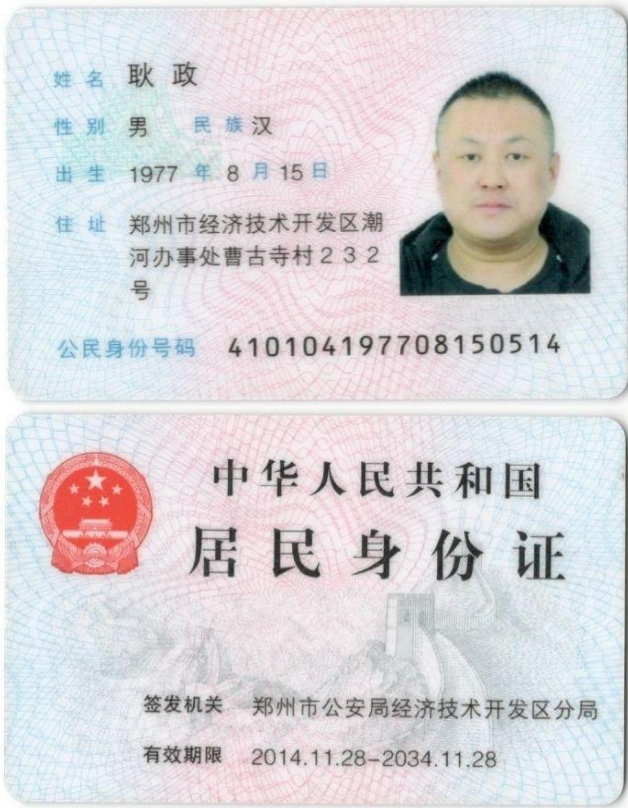 姓名 耿政
性别 男 民族 汉
出生 1977 年 8 月 15 日
住址 郑州市经济技术开发区潮
河办事处曹古寺村232
号
公民身份号码 410104197708150514
中华人民共和国
居民身份证
签发机关 郑州市公安局经济技术开发区分局
有效期限 2014.11.28-2034.11.28